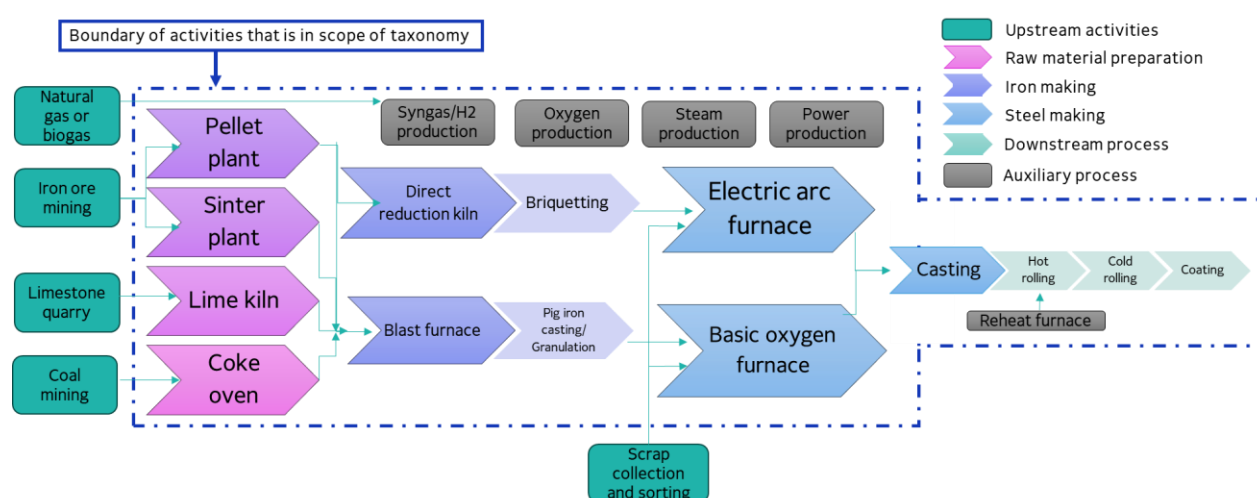 Boundary of activities that is in scope of taxonomy
Upstream activities
Raw material preparation
Iron making
Steel making
Downstream process
Auxiliary process
Natural
gas or
biogas
Iron ore
mining
Limestone
quarry
Coal
mining
Pellet
plant
Sinter
plant
Lime kiln
Coke
oven
Syngas/H2
production
Oxygen
production
Steam
production
Power
production
Direct
reduction kiln
Briquetting
Electric arc
furnace
Blast furnace
Pig iron
casting/
Granulation
Basic oxygen
furnace
Casting
Hot
rolling
Cold
rolling
Coating
Reheat furnace
Scrap
collection
and sorting